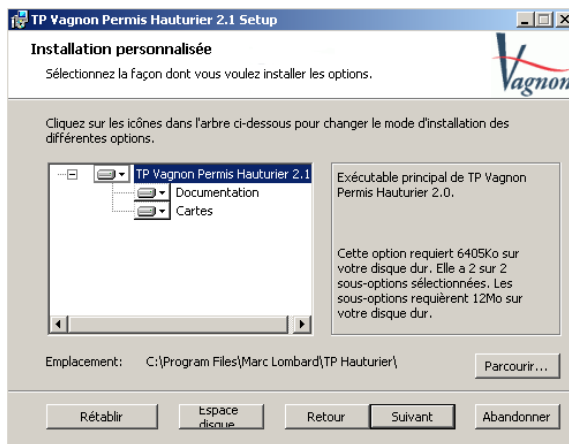 TP Vagnon Permis Hauturier 2.1 Setup
Installation personnalisée
Sélectionnez la façon dont vous voulez installer les options.
Vagnon
Cliquez sur les icônes dans l'arbre ci-dessous pour changer le mode d'installation des
différentes options.
TP Vagnon Permis Hauturier 2.1
Documentation
Cartes
Exécutable principal de TP Vagnon
Permis Hauturier 2.0.
Cette option requiert 6405Ko sur
votre disque dur. Elle a 2 sur 2
sous-options sélectionnées. Les
sous-options requièrent 12Mo sur
votre disque dur.
Emplacement: C:\Program Files\Marc Lombard\TP Hauturier\
Parcourir...
Rétablir
Espace
disque
Retour
Suivant
Abandonner